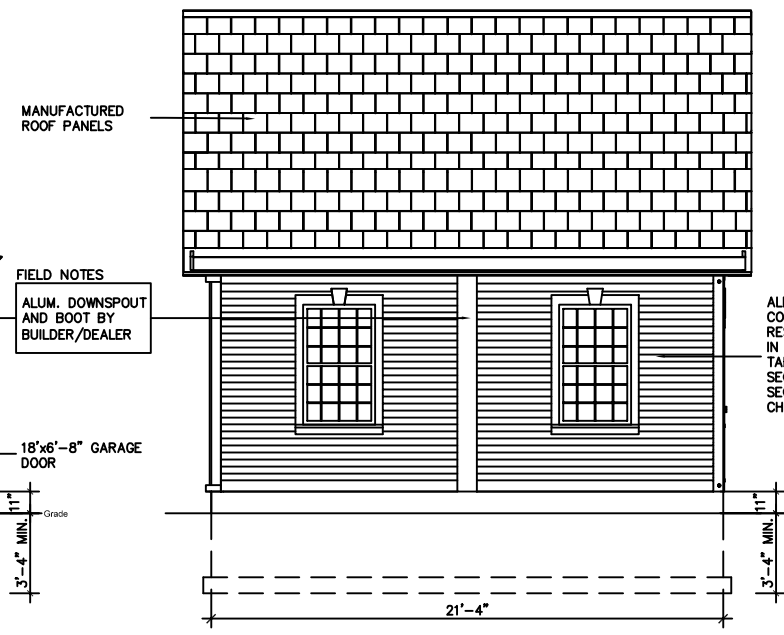 MANUFACTURED
ROOF PANELS
FIELD NOTES
ALUM. DOWNSPOUT
AND BOOT BY
BUILDER/DEALER
18'x6'-8" GARAGE
DOOR
11"
Grade
3'-4" MIN.
21'-4"
IN
11"
3'-4" MIN.